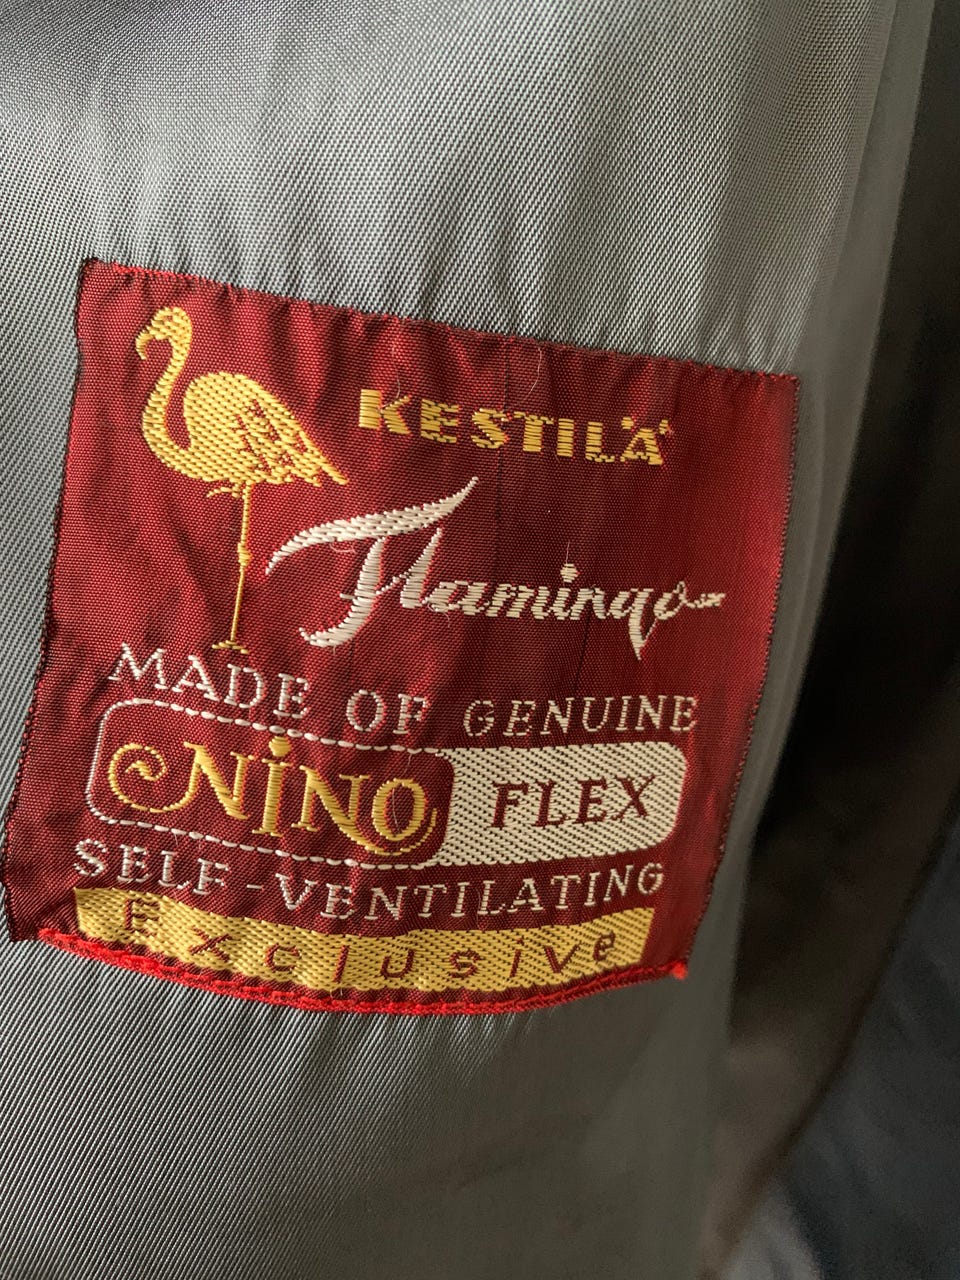 KESTILÄ
Flamingo
MADE OF GENUINE
NINO FLEX
SELF-VENTILATING
Exclusive